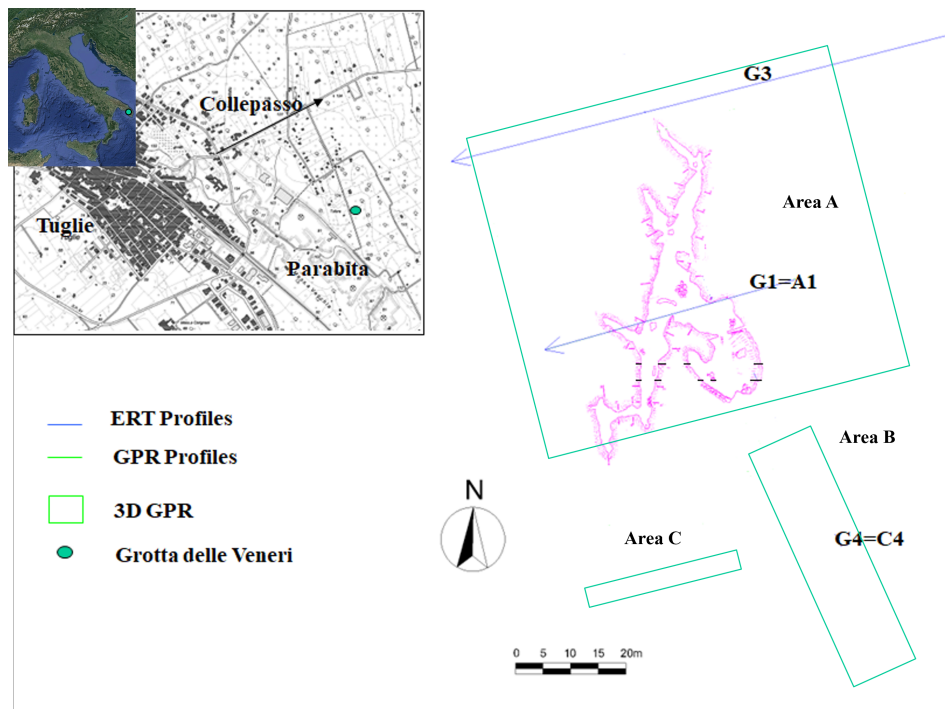 Collepasso
Tuglie
Tuglie
Parabita
G3
Area A
G1=A1
ERT Profiles
GPR Profiles
3D GPR
Grotta delle Veneri
N
Area B
G4=C4
Area C
0 5 10 15 20m